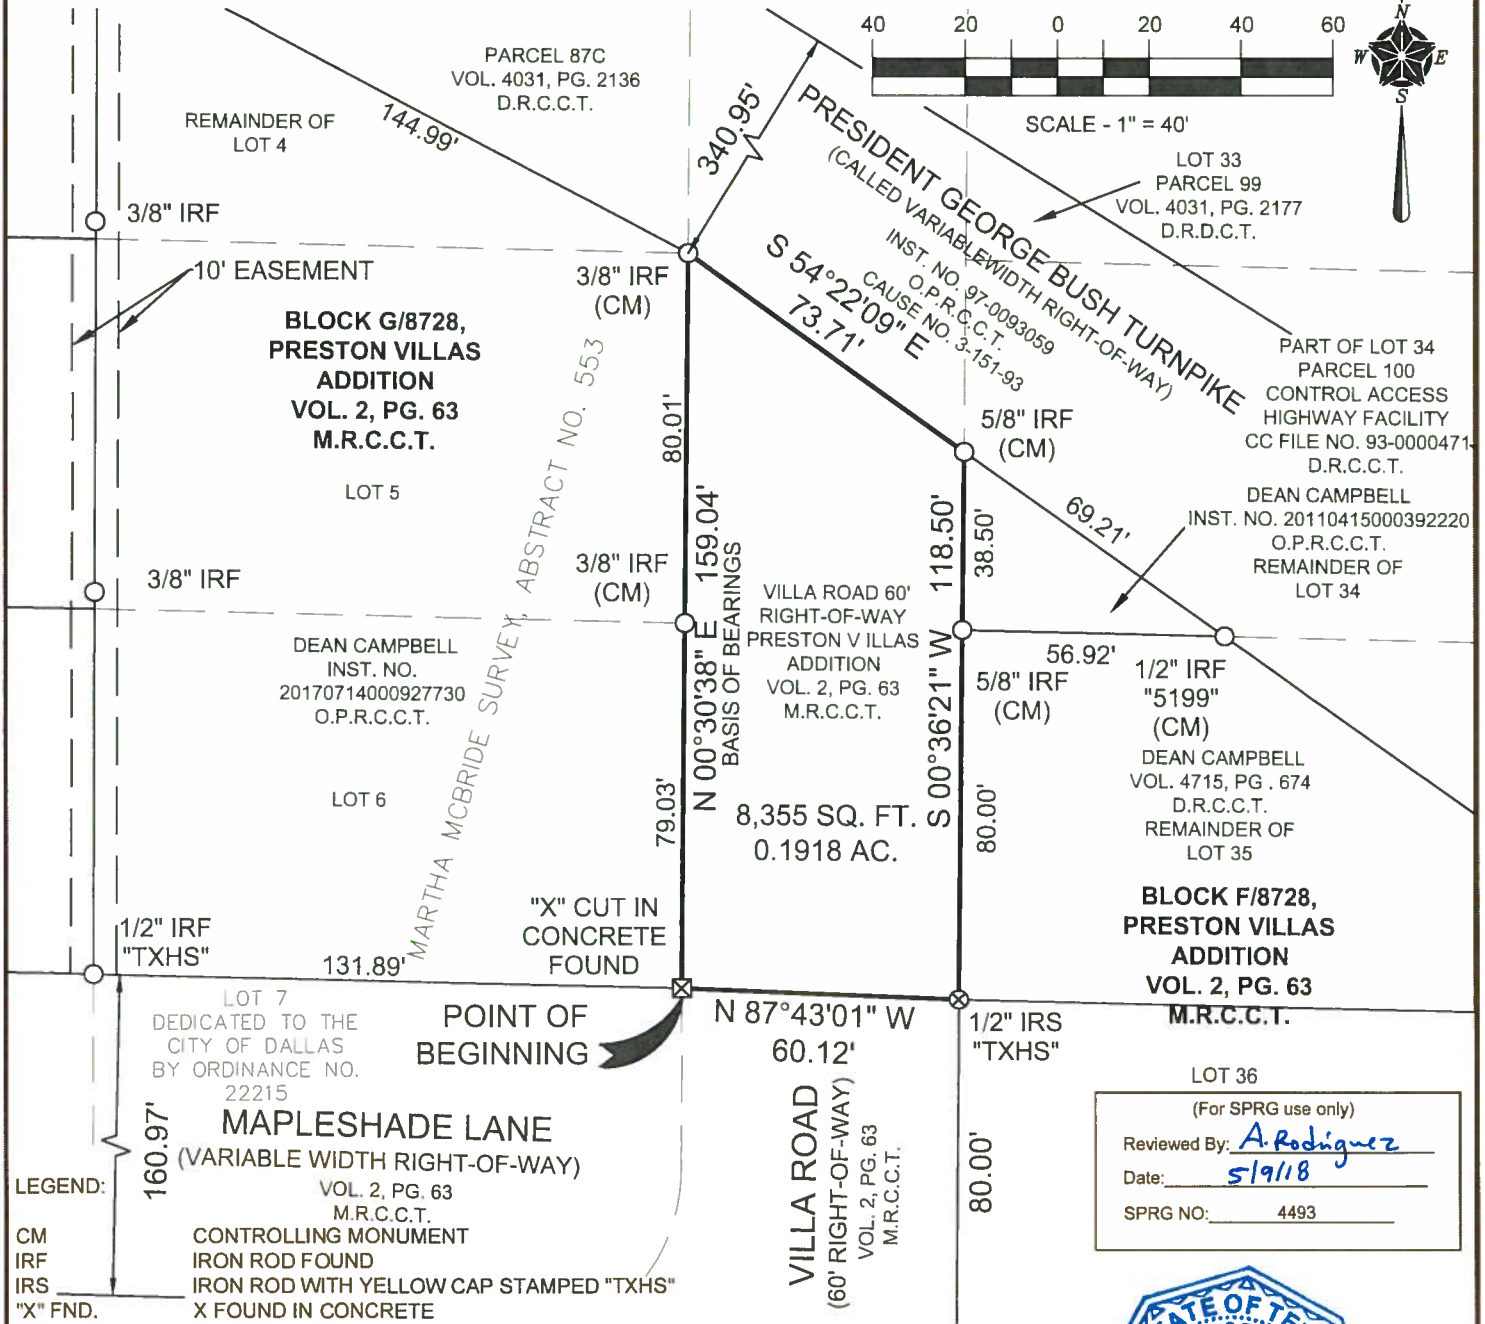 40 20 0 20 40 60
N
W E
S
SCALE - 1" = 40'
PARCEL 87C
VOL. 4031, PG. 2136
D.R.C.C.T.
REMAINDER OF
LOT 4
144.99'
340.95'
PRESIDENT GEORGE BUSH TURNPIKE
(CALLED VARIABLEWIDTH RIGHT-OF-WAY)
INST. NO. 97-0093059
O.P.R.C.C.T.
CAUSE NO. 3-151-93
LOT 33
PARCEL 99
VOL. 4031, PG. 2177
D.R.D.C.T.
3/8" IRF
10' EASEMENT
3/8" IRF
(CM)
S 54°22'09" E
73.71'
BLOCK G/8728,
PRESTON VILLAS
ADDITION
VOL. 2, PG. 63
M.R.C.C.T.
LOT 5
MARTHA MCBRIDE SURVEY, ABSTRACT NO. 553
80.01'
PART OF LOT 34
PARCEL 100
CONTROL ACCESS
HIGHWAY FACILITY
CC FILE NO. 93-0000471
D.R.C.C.T.
5/8" IRF
(CM)
DEAN CAMPBELL
INST. NO. 20110415000392220
O.P.R.C.C.T.
REMAINDER OF
LOT 34
69.21'
3/8" IRF
3/8" IRF
(CM)
N 00°30'38" E 159.04'
BASIS OF BEARINGS
VILLA ROAD 60'
RIGHT-OF-WAY
PRESTON V ILLAS
ADDITION
VOL. 2, PG. 63
M.R.C.C.T.
S 00°36'21" W 118.50'
38.50'
56.92'
5/8" IRF
(CM)
1/2" IRF
"5199"
(CM)
DEAN CAMPBELL
INST. NO.
20170714000927730
O.P.R.C.C.T.
LOT 6
79.03'
8,355 SQ. FT.
0.1918 AC.
80.00'
DEAN CAMPBELL
VOL. 4715, PG . 674
D.R.C.C.T.
REMAINDER OF
LOT 35
BLOCK F/8728,
PRESTON VILLAS
ADDITION
VOL. 2, PG. 63
M.R.C.C.T.
1/2" IRF
"TXHS"
131.89'
"X" CUT IN
CONCRETE
FOUND
LOT 7
DEDICATED TO THE
CITY OF DALLAS
BY ORDINANCE NO.
22215
POINT OF
BEGINNING
N 87°43'01" W
60.12'
1/2" IRS
"TXHS"
LOT 36
MAPLESHADE LANE
(VARIABLE WIDTH RIGHT-OF-WAY)
VOL. 2, PG. 63
M.R.C.C.T.
160.97'
VILLA ROAD
(60' RIGHT-OF-WAY)
VOL. 2, PG. 63
M.R.C.C.T.
80.00'
(For SPRG use only)
Reviewed By: A. Rodriguez
Date: 5/9/18
SPRG NO: 4493
LEGEND:
CM CONTROLLING MONUMENT
IRF IRON ROD FOUND
IRS IRON ROD WITH YELLOW CAP STAMPED "TXHS"
"X" FND. X FOUND IN CONCRETE
ATE OF TE